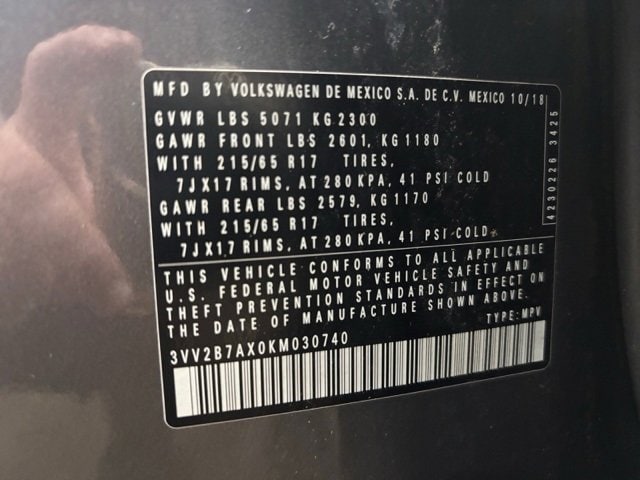 MFD BY VOLKSWAGEN DE MEXICO S.A. DE C.V. MEXICO 10/18
GVWR LBS 5071 KG 2300
GAWR FRONT LBS 2601, KG 1180
WITH 215/65 R17 TIRES,
7JX17 RIMS, AT 280 KPA, 41 PSI COLD
GAWR REAR LBS 2579, KG 1170
WITH 215/65 R17 TIRES,
7JX17 RIMS, AT 280 KPA, 41 PSI COLD
THIS VEHICLE CONFORMS TO ALL APPLICABLE
U.S. FEDERAL MOTOR VEHICLE SAFETY AND
THEFT PREVENTION STANDARDS IN EFFECT ON
THE DATE OF MANUFACTURE SHOWN ABOVE.
TYPE: MPV
3VV2B7AX0KM030740
4230226 3425